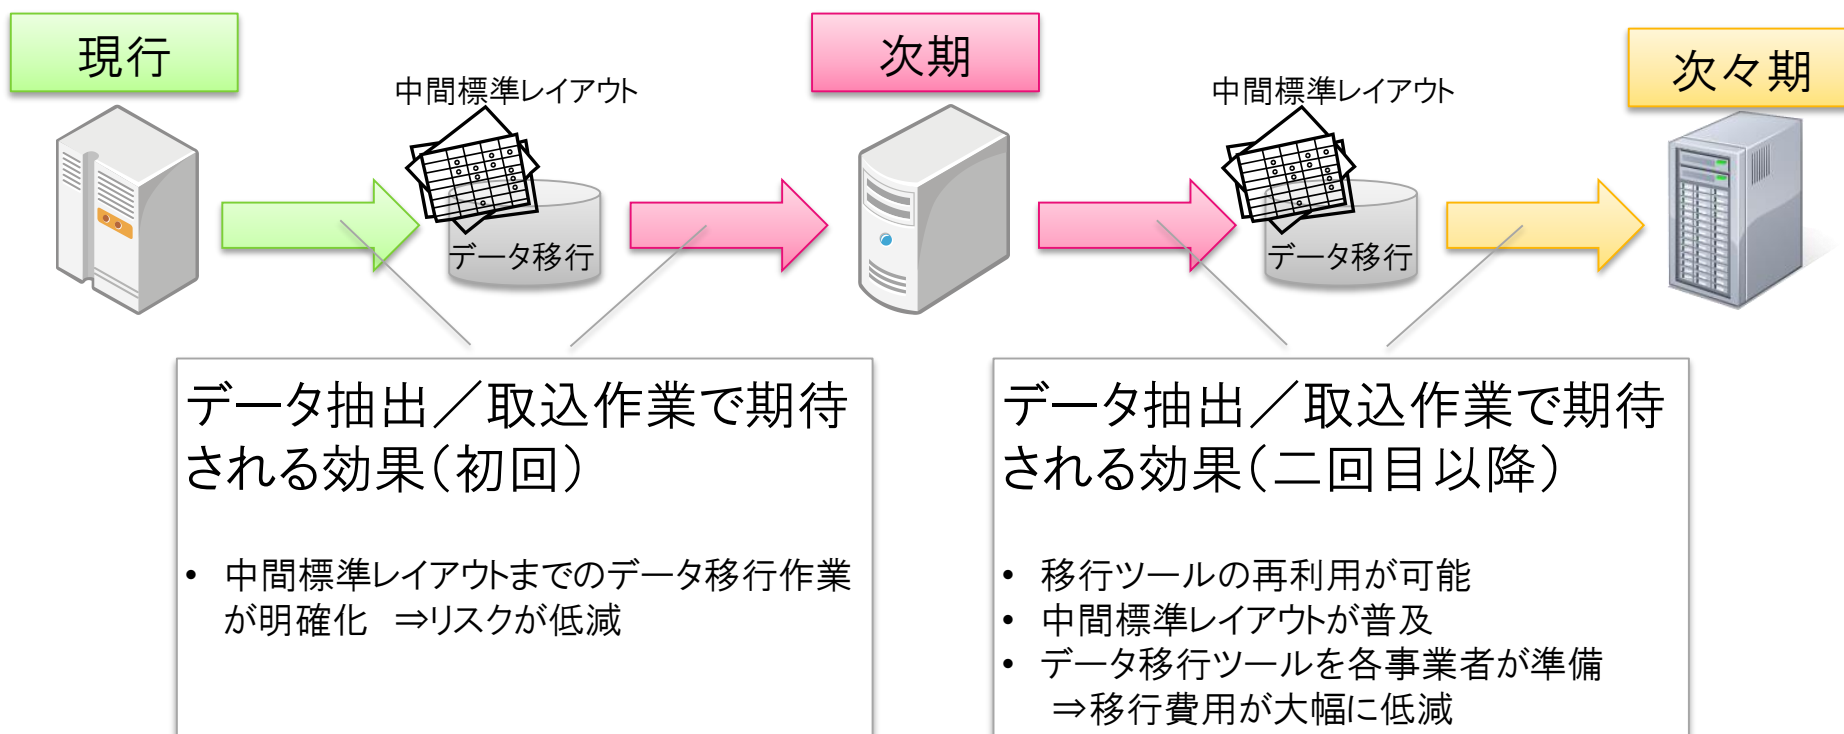 現行
次期
次々期
中間標準レイアウト
中間標準レイアウト
データ移行
データ移行
データ抽出／取込作業で期待
される効果（初回）
• 中間標準レイアウトまでのデータ移行作業
が明確化　⇒リスクが低減
データ抽出／取込作業で期待
される効果（二回目以降）
• 移行ツールの再利用が可能
• 中間標準レイアウトが普及
• データ移行ツールを各事業者が準備
⇒移行費用が大幅に低減